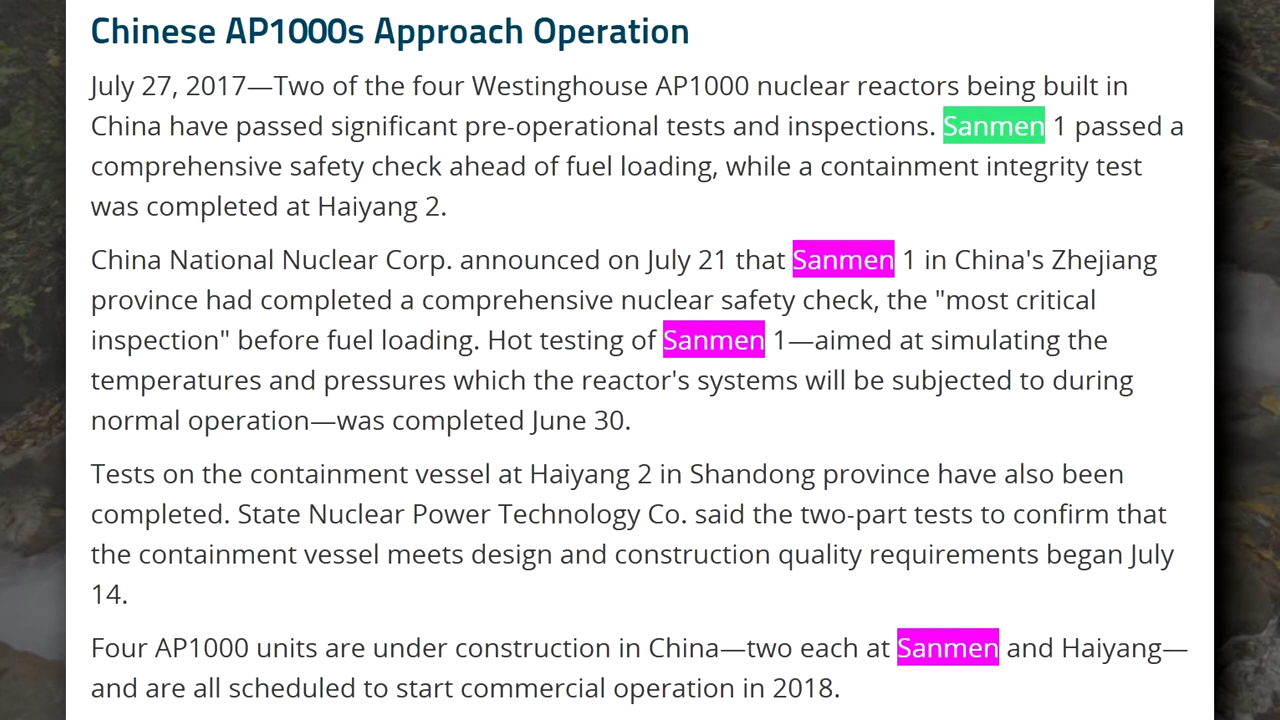 Chinese AP1000s Approach Operation
July 27, 2017—Two of the four Westinghouse AP1000 nuclear reactors being built in
China have passed significant pre-operational tests and inspections. Sanmen 1 passed a
comprehensive safety check ahead of fuel loading, while a containment integrity test
was completed at Haiyang 2.
China National Nuclear Corp. announced on July 21 that Sanmen 1 in China's Zhejiang
province had completed a comprehensive nuclear safety check, the "most critical
inspection" before fuel loading. Hot testing of Sanmen 1—aimed at simulating the
temperatures and pressures which the reactor's systems will be subjected to during
normal operation—was completed June 30.
Tests on the containment vessel at Haiyang 2 in Shandong province have also been
completed. State Nuclear Power Technology Co. said the two-part tests to confirm that
the containment vessel meets design and construction quality requirements began July
14.
Four AP1000 units are under construction in China—two each at Sanmen and Haiyang—
and are all scheduled to start commercial operation in 2018.